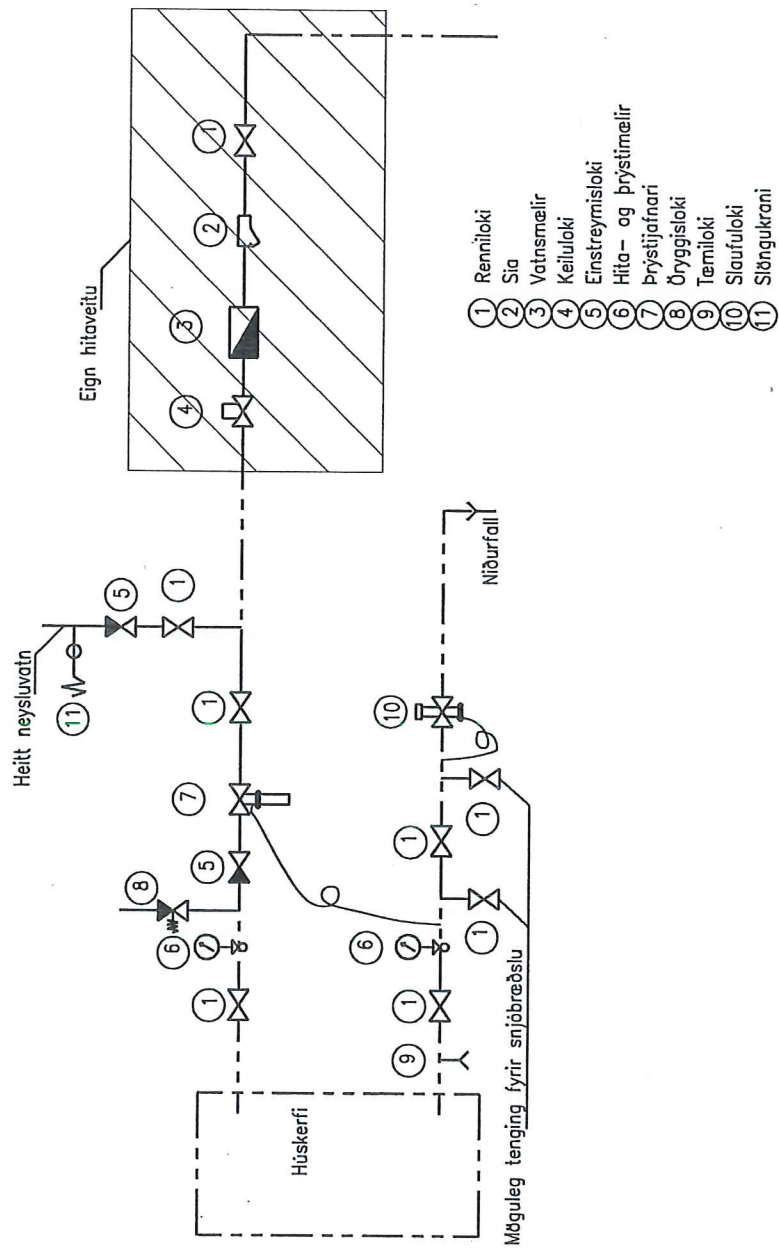 Eign hitaveitu
1
2
3
4
Heitt neysluvatn
5
1
11
1
7
5
8
6
1
Húskerfi
Niðurfall
10
1
1
1
6
1
9
Möguleg tenging fyrir snjóbræðslu
1 Renniloki
2 Sia
3 Vatnsmælir
4 Keiluloki
5 Einstreymisloki
6 Hita- og þrýstimælir
7 Þrýstijafnari
8 Öryggisloki
9 Tæmiloki
10 Slaufuloki
11 Slöngukrani